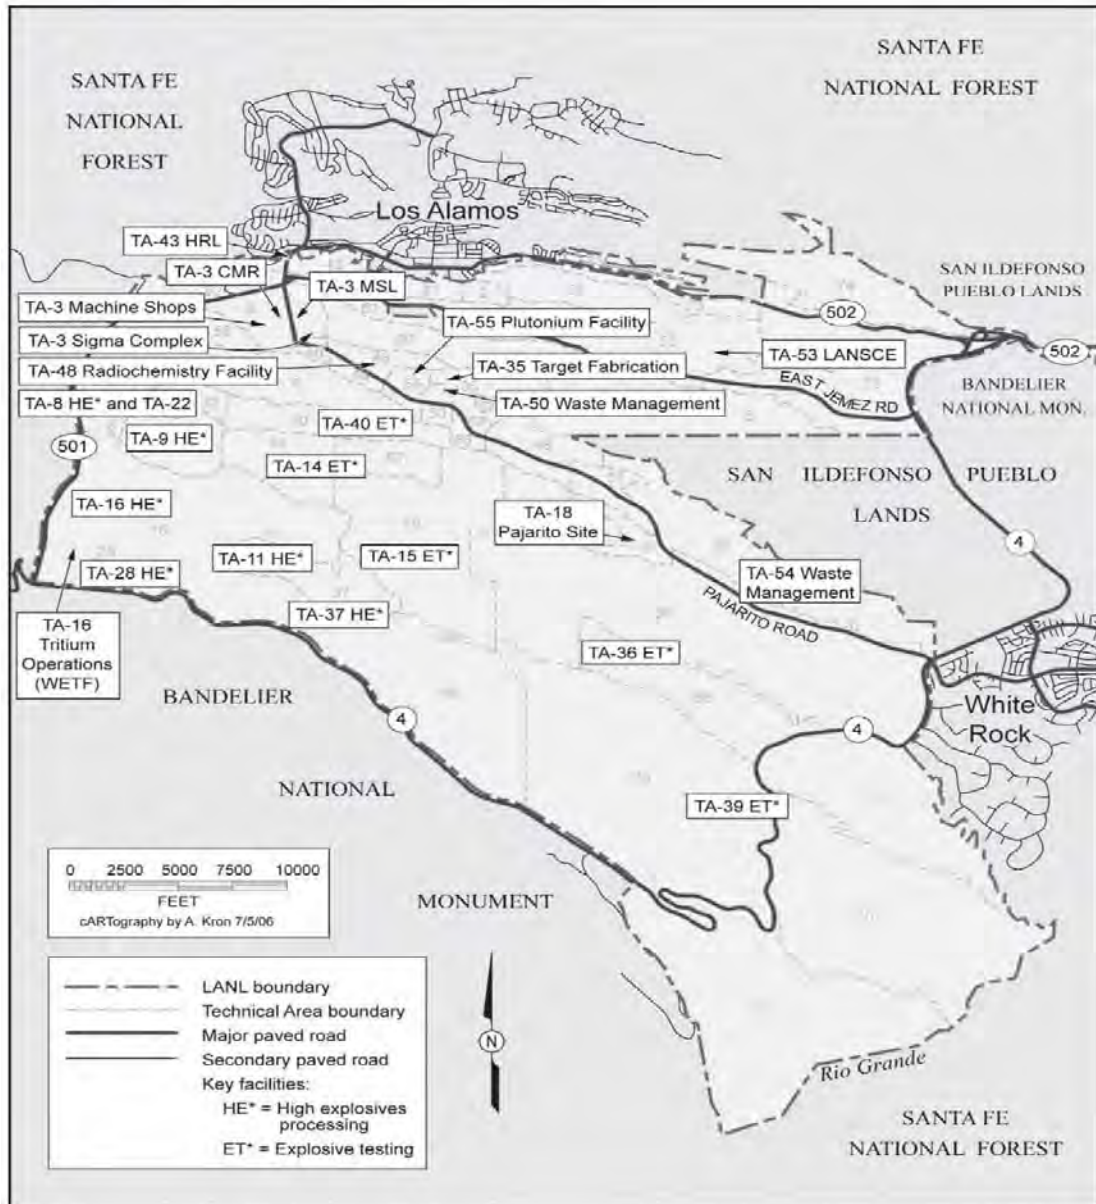 SANTA FE
NATIONAL FOREST
SANTA FE
NATIONAL
FOREST
Los Alamos
TA-43 HRL
TA-3 CMR
TA-3 MSL
SAN ILDEFONSO
PUEBLO LANDS
TA-3 Machine Shops
502
TA-55 Plutonium Facility
TA-3 Sigma Complex
TA-53 LANSCE
502
TA-48 Radiochemistry Facility
TA-35 Target Fabrication
EAST JEMEZ RD
BANDELIER
NATIONAL MON.
TA-8 HE* and TA-22
TA-50 Waste Management
TA-40 ET*
501
TA-9 HE*
TA-14 ET*
SAN ILDEFONSO PUEBLO
LANDS
TA-16 HE*
TA-18
Pajarito Site
4
TA-11 HE*
TA-15 ET*
TA-28 HE*
TA-54 Waste
Management
TA-37 HE*
PAJARITO ROAD
TA-16
Tritium
Operations
(WETF)
TA-36 ET*
BANDELIER
White
Rock
4
4
NATIONAL
TA-39 ET*
0 2500 5000 7500 10000
FEET
cARTography by A. Kron 7/5/06
MONUMENT
LANL boundary
Technical Area boundary
Major paved road
Secondary paved road
Key facilities:
HE* = High explosives
processing
ET* = Explosive testing
N
Rio Grande
SANTA FE
NATIONAL FOREST